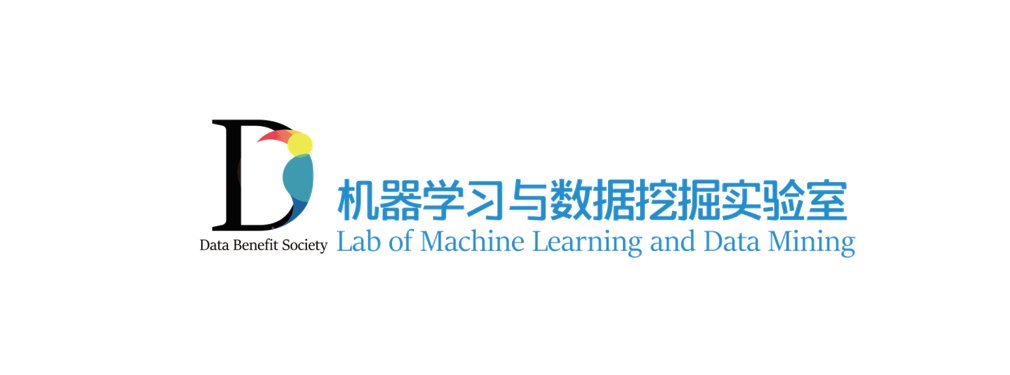 D
Data Benefit Society
机器学习与数据挖掘实验室
Lab of Machine Learning and Data Mining